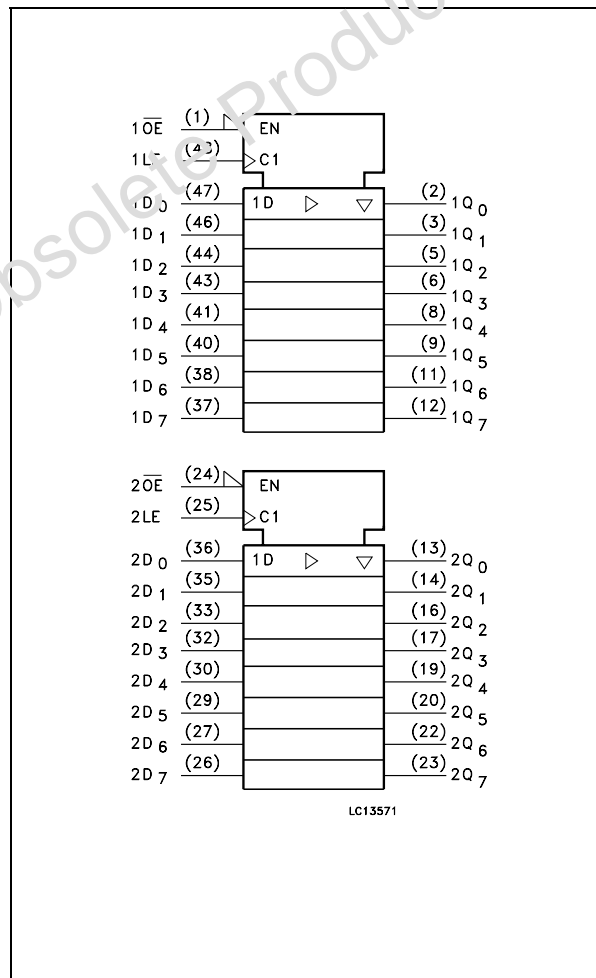 Obsolete Produc
1OE (1) EN
1LE (48) C1
1D0 (47) 1D (2) 1Q0
1D1 (46) (3) 1Q1
1D2 (44) (5) 1Q2
1D3 (43) (6) 1Q3
1D4 (41) (8) 1Q4
1D5 (40) (9) 1Q5
1D6 (38) (11) 1Q6
1D7 (37) (12) 1Q7
2OE (24) EN
2LE (25) C1
2D0 (36) 1D (13) 2Q0
2D1 (35) (14) 2Q1
2D2 (33) (16) 2Q2
2D3 (32) (17) 2Q3
2D4 (30) (19) 2Q4
2D5 (29) (20) 2Q5
2D6 (27) (22) 2Q6
2D7 (26) (23) 2Q7
LC13571